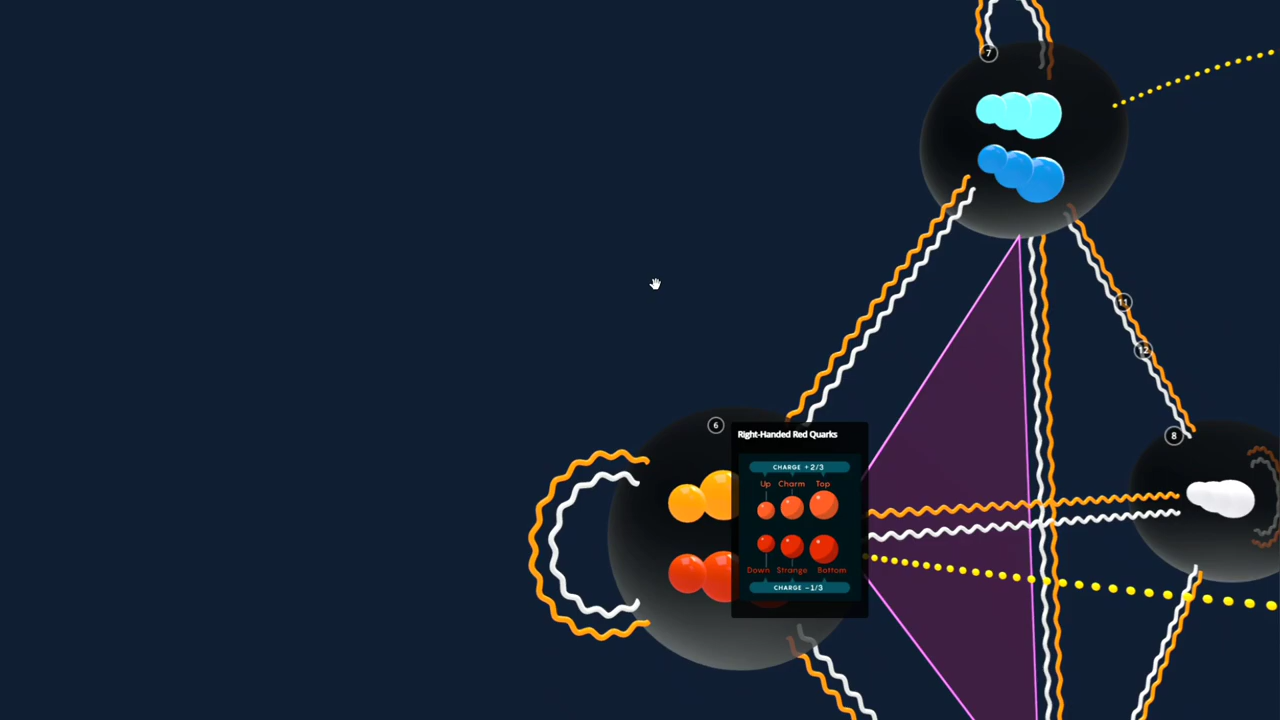 7
11
12
6
8
Right-Handed Red Quarks
CHARGE +2/3
Up Charm Top
Down Strange Bottom
CHARGE -1/3